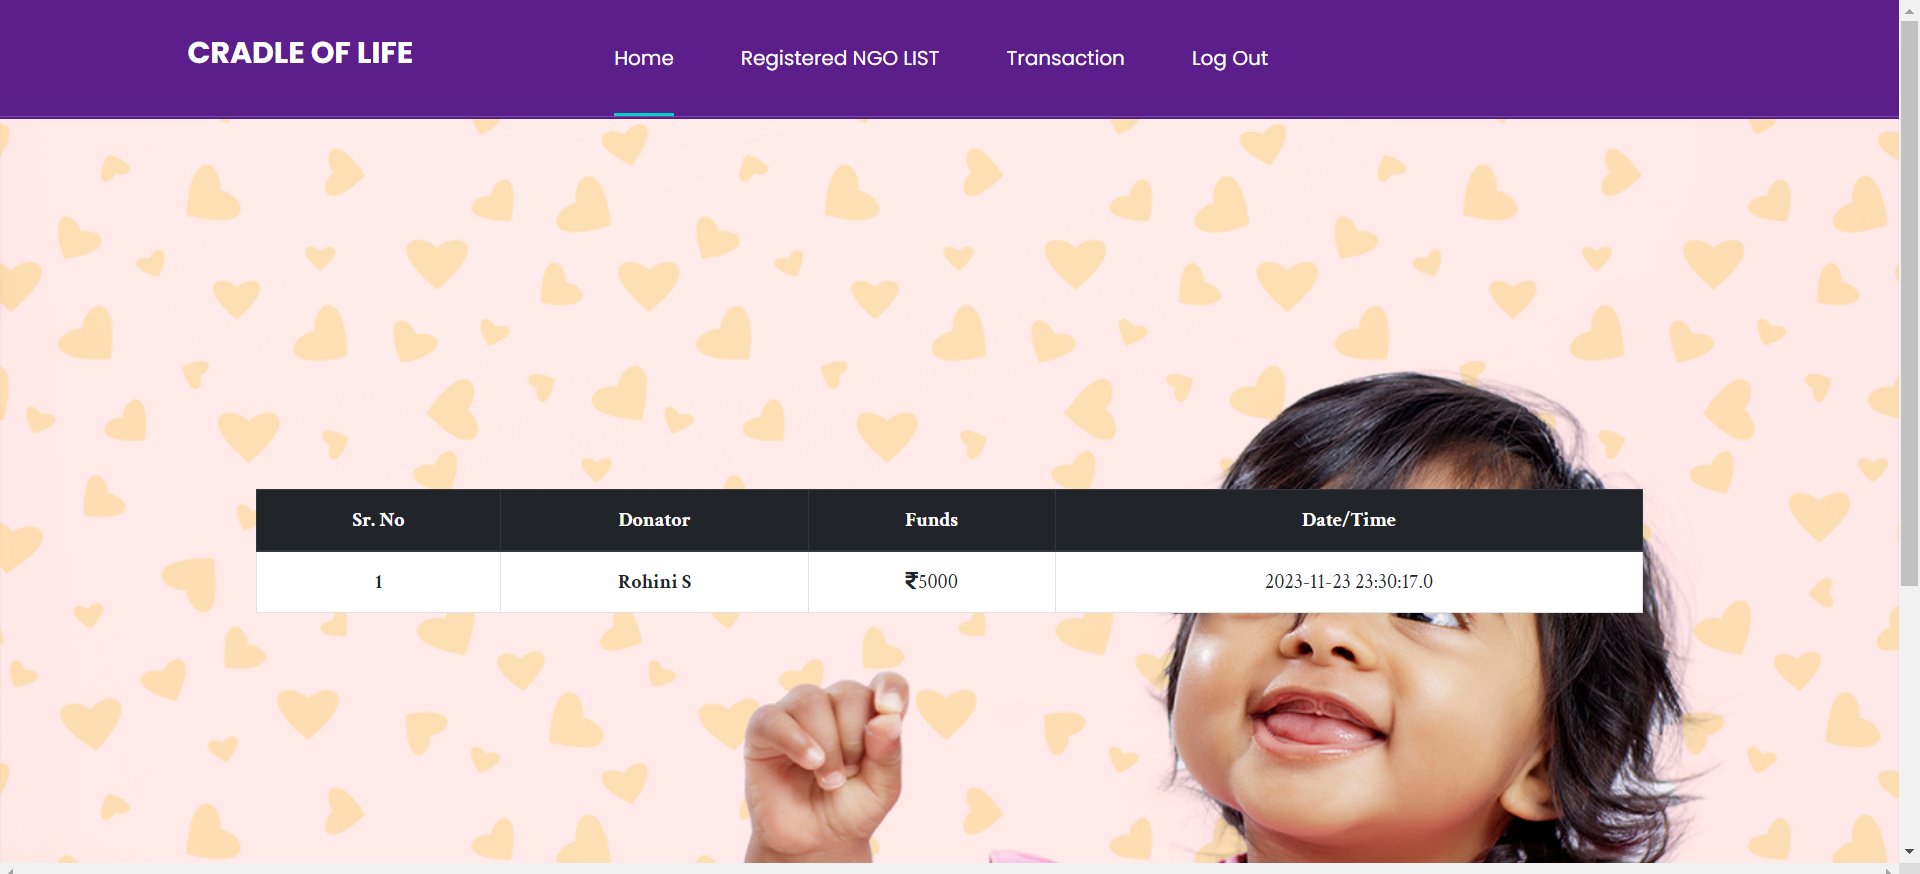 CRADLE OF LIFE
Home Registered NGO LIST Transaction Log Out
Sr. No Donator Funds Date/Time
1 Rohini S ₹5000 2023-11-23 23:30:17.0